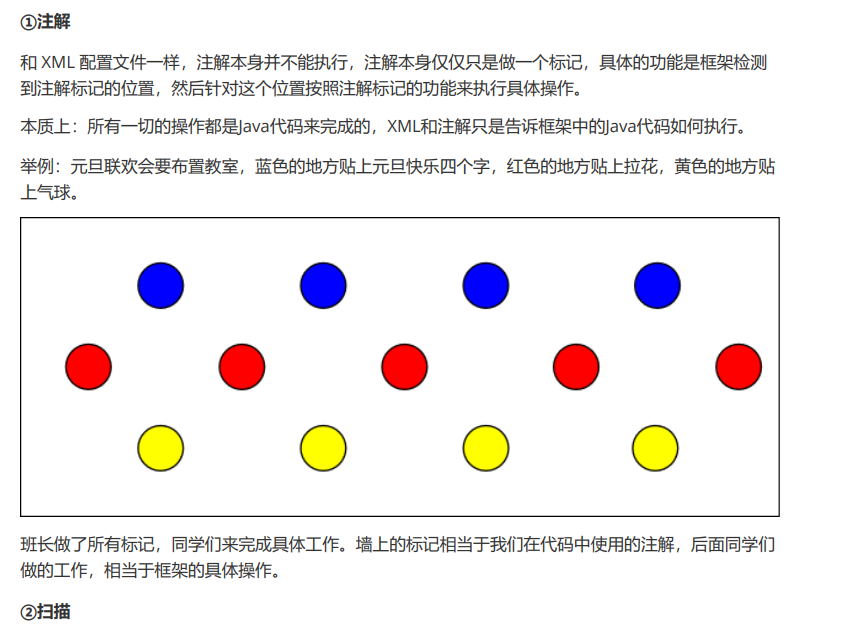 ①注解
和 XML 配置文件一样，注解本身并不能执行，注解本身仅仅只是做一个标记，具体的功能是框架检测
到注解标记的位置，然后针对这个位置按照注解标记的功能来执行具体操作。
本质上：所有一切的操作都是Java代码来完成的，XML和注解只是告诉框架中的Java代码如何执行。
举例：元旦联欢会要布置教室，蓝色的地方贴上元旦快乐四个字，红色的地方贴上拉花，黄色的地方贴
上气球。
班长做了所有标记，同学们来完成具体工作。墙上的标记相当于我们在代码中使用的注解，后面同学们
做的工作，相当于框架的具体操作。
②扫描